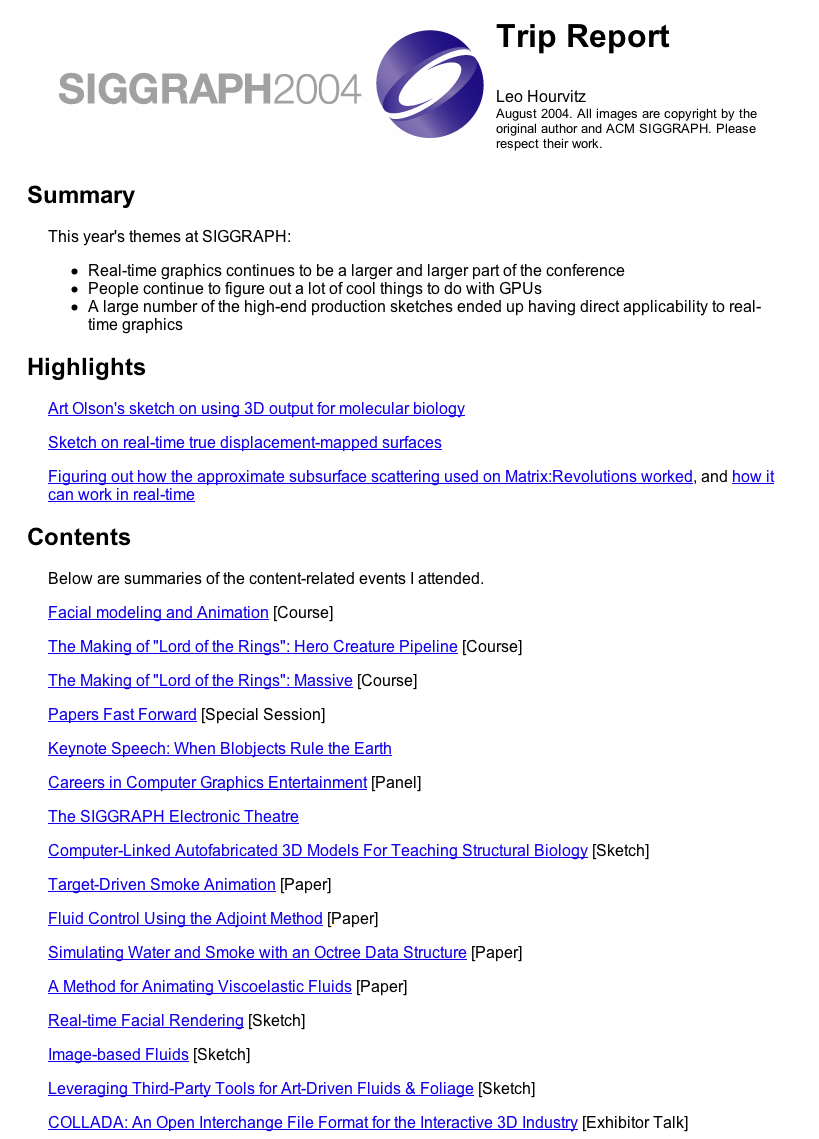 SIGGRAPH2004
Trip Report
Leo Hourvitz
August 2004. All images are copyright by the
original author and ACM SIGGRAPH. Please
respect their work.
Summary
This year's themes at SIGGRAPH:
Real-time graphics continues to be a larger and larger part of the conference
People continue to figure out a lot of cool things to do with GPUs
A large number of the high-end production sketches ended up having direct applicability to real-
time graphics
Highlights
Art Olson's sketch on using 3D output for molecular biology
Sketch on real-time true displacement-mapped surfaces
Figuring out how the approximate subsurface scattering used on Matrix:Revolutions worked, and how it
can work in real-time
Contents
Below are summaries of the content-related events I attended.
Facial modeling and Animation [Course]
The Making of "Lord of the Rings": Hero Creature Pipeline [Course]
The Making of "Lord of the Rings": Massive [Course]
Papers Fast Forward [Special Session]
Keynote Speech: When Blobjects Rule the Earth
Careers in Computer Graphics Entertainment [Panel]
The SIGGRAPH Electronic Theatre
Computer-Linked Autofabricated 3D Models For Teaching Structural Biology [Sketch]
Target-Driven Smoke Animation [Paper]
Fluid Control Using the Adjoint Method [Paper]
Simulating Water and Smoke with an Octree Data Structure [Paper]
A Method for Animating Viscoelastic Fluids [Paper]
Real-time Facial Rendering [Sketch]
Image-based Fluids [Sketch]
Leveraging Third-Party Tools for Art-Driven Fluids & Foliage [Sketch]
COLLADA: An Open Interchange File Format for the Interactive 3D Industry [Exhibitor Talk]